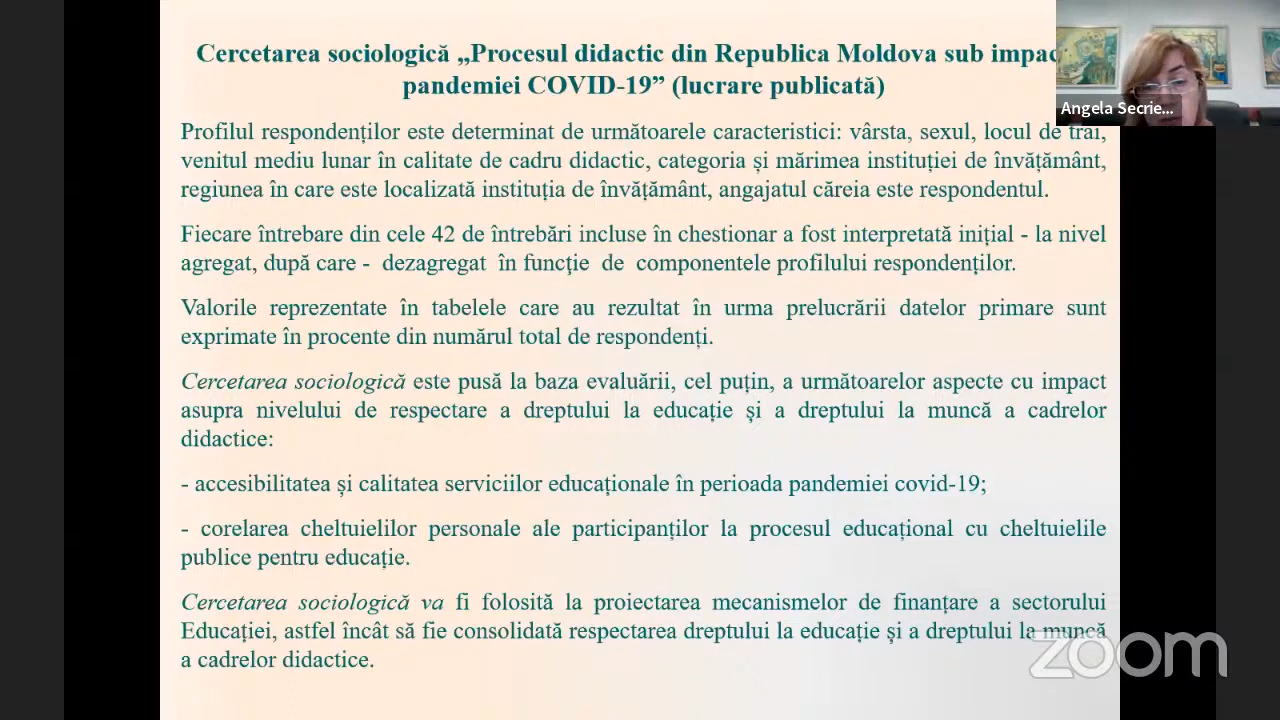 Cercetarea sociologică „Procesul didactic din Republica Moldova sub impac
pandemiei COVID-19” (lucrare publicată)
Profilul respondenților este determinat de următoarele caracteristici: vârsta, sexul, locul de trai,
venitul mediu lunar în calitate de cadru didactic, categoria și mărimea instituției de învățământ,
regiunea în care este localizată instituția de învățământ, angajatul căreia este respondentul.
Fiecare întrebare din cele 42 de întrebări incluse în chestionar a fost interpretată inițial - la nivel
agregat, după care - dezagregat în funcţie de componentele profilului respondenților.
Valorile reprezentate în tabelele care au rezultat în urma prelucrării datelor primare sunt
exprimate în procente din numărul total de respondenți.
Cercetarea sociologică este pusă la baza evaluării, cel puțin, a următoarelor aspecte cu impact
asupra nivelului de respectare a dreptului la educație și a dreptului la muncă a cadrelor
didactice:
- accesibilitatea și calitatea serviciilor educaționale în perioada pandemiei covid-19;
- corelarea cheltuielilor personale ale participanților la procesul educațional cu cheltuielile
publice pentru educație.
Cercetarea sociologică va fi folosită la proiectarea mecanismelor de finanțare a sectorului
Educației, astfel încât să fie consolidată respectarea dreptului la educație și a dreptului la muncă
a cadrelor didactice.
Angela Secrie...
zoom